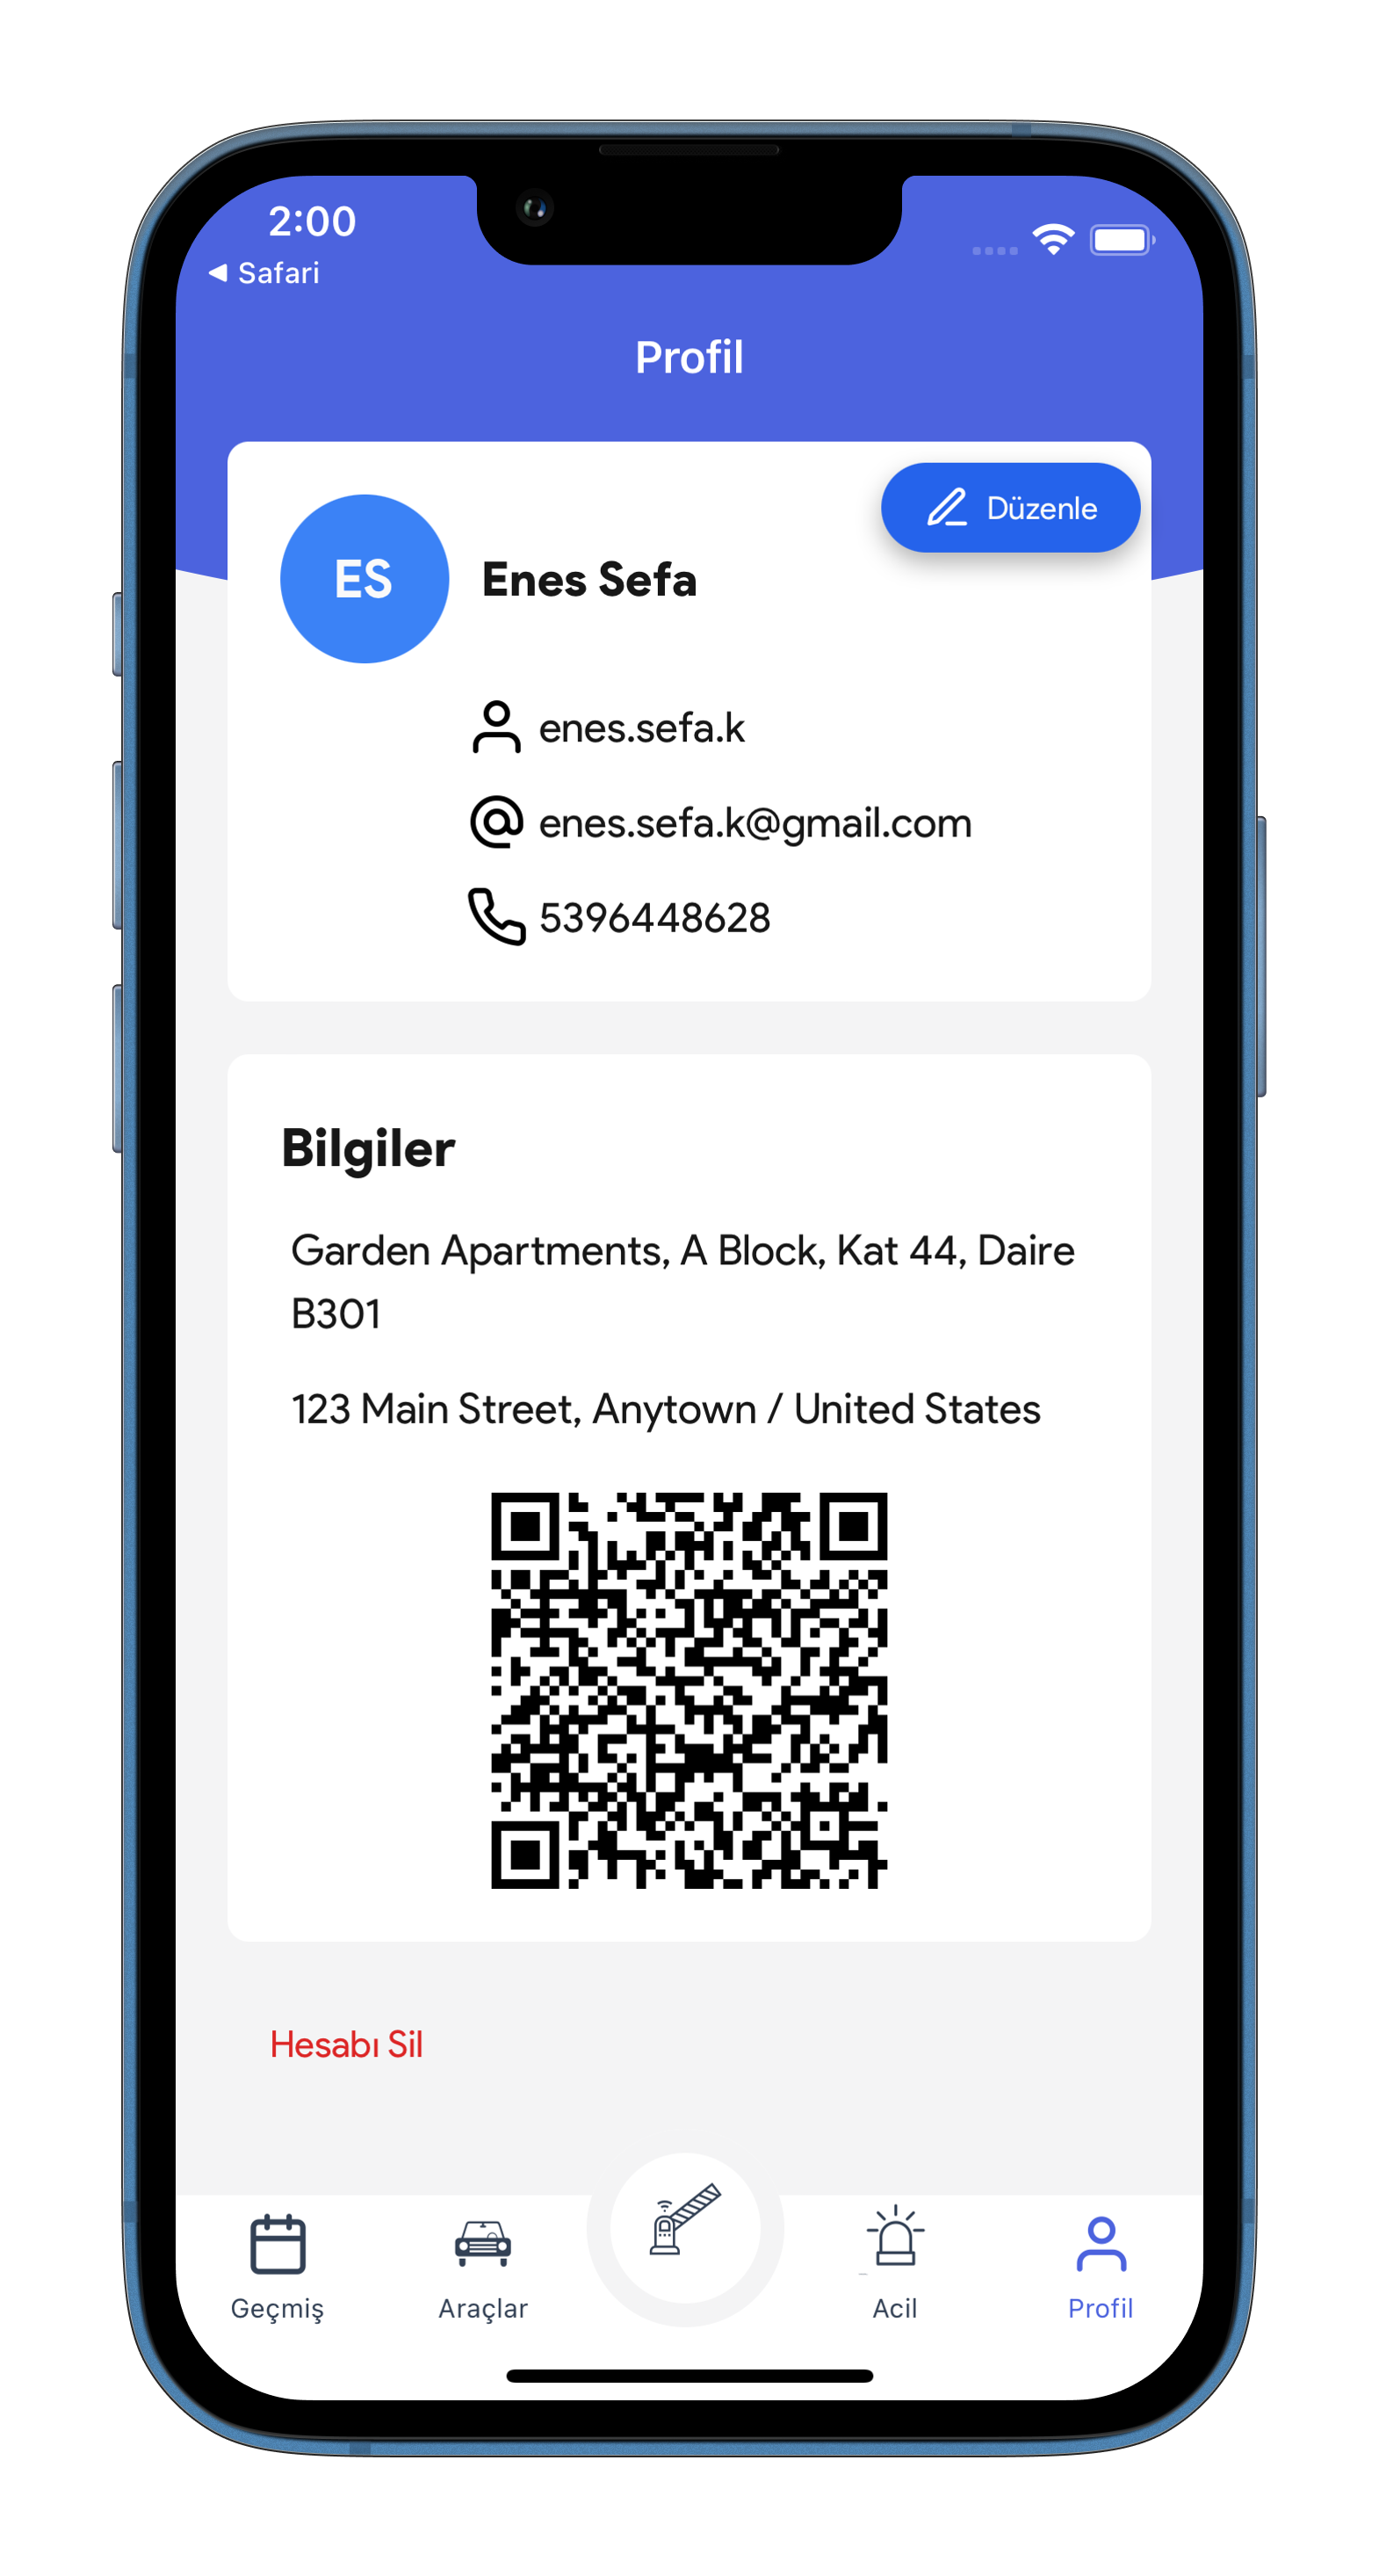 2:00
Safari
Profil
Düzenle
ES
Enes Sefa
enes.sefa.k
enes.sefa.k@gmail.com
5396448628
Bilgiler
Garden Apartments, A Block, Kat 44, Daire
B301
123 Main Street, Anytown / United States
Hesabı Sil
Geçmiş
Araçlar
Acil
Profil